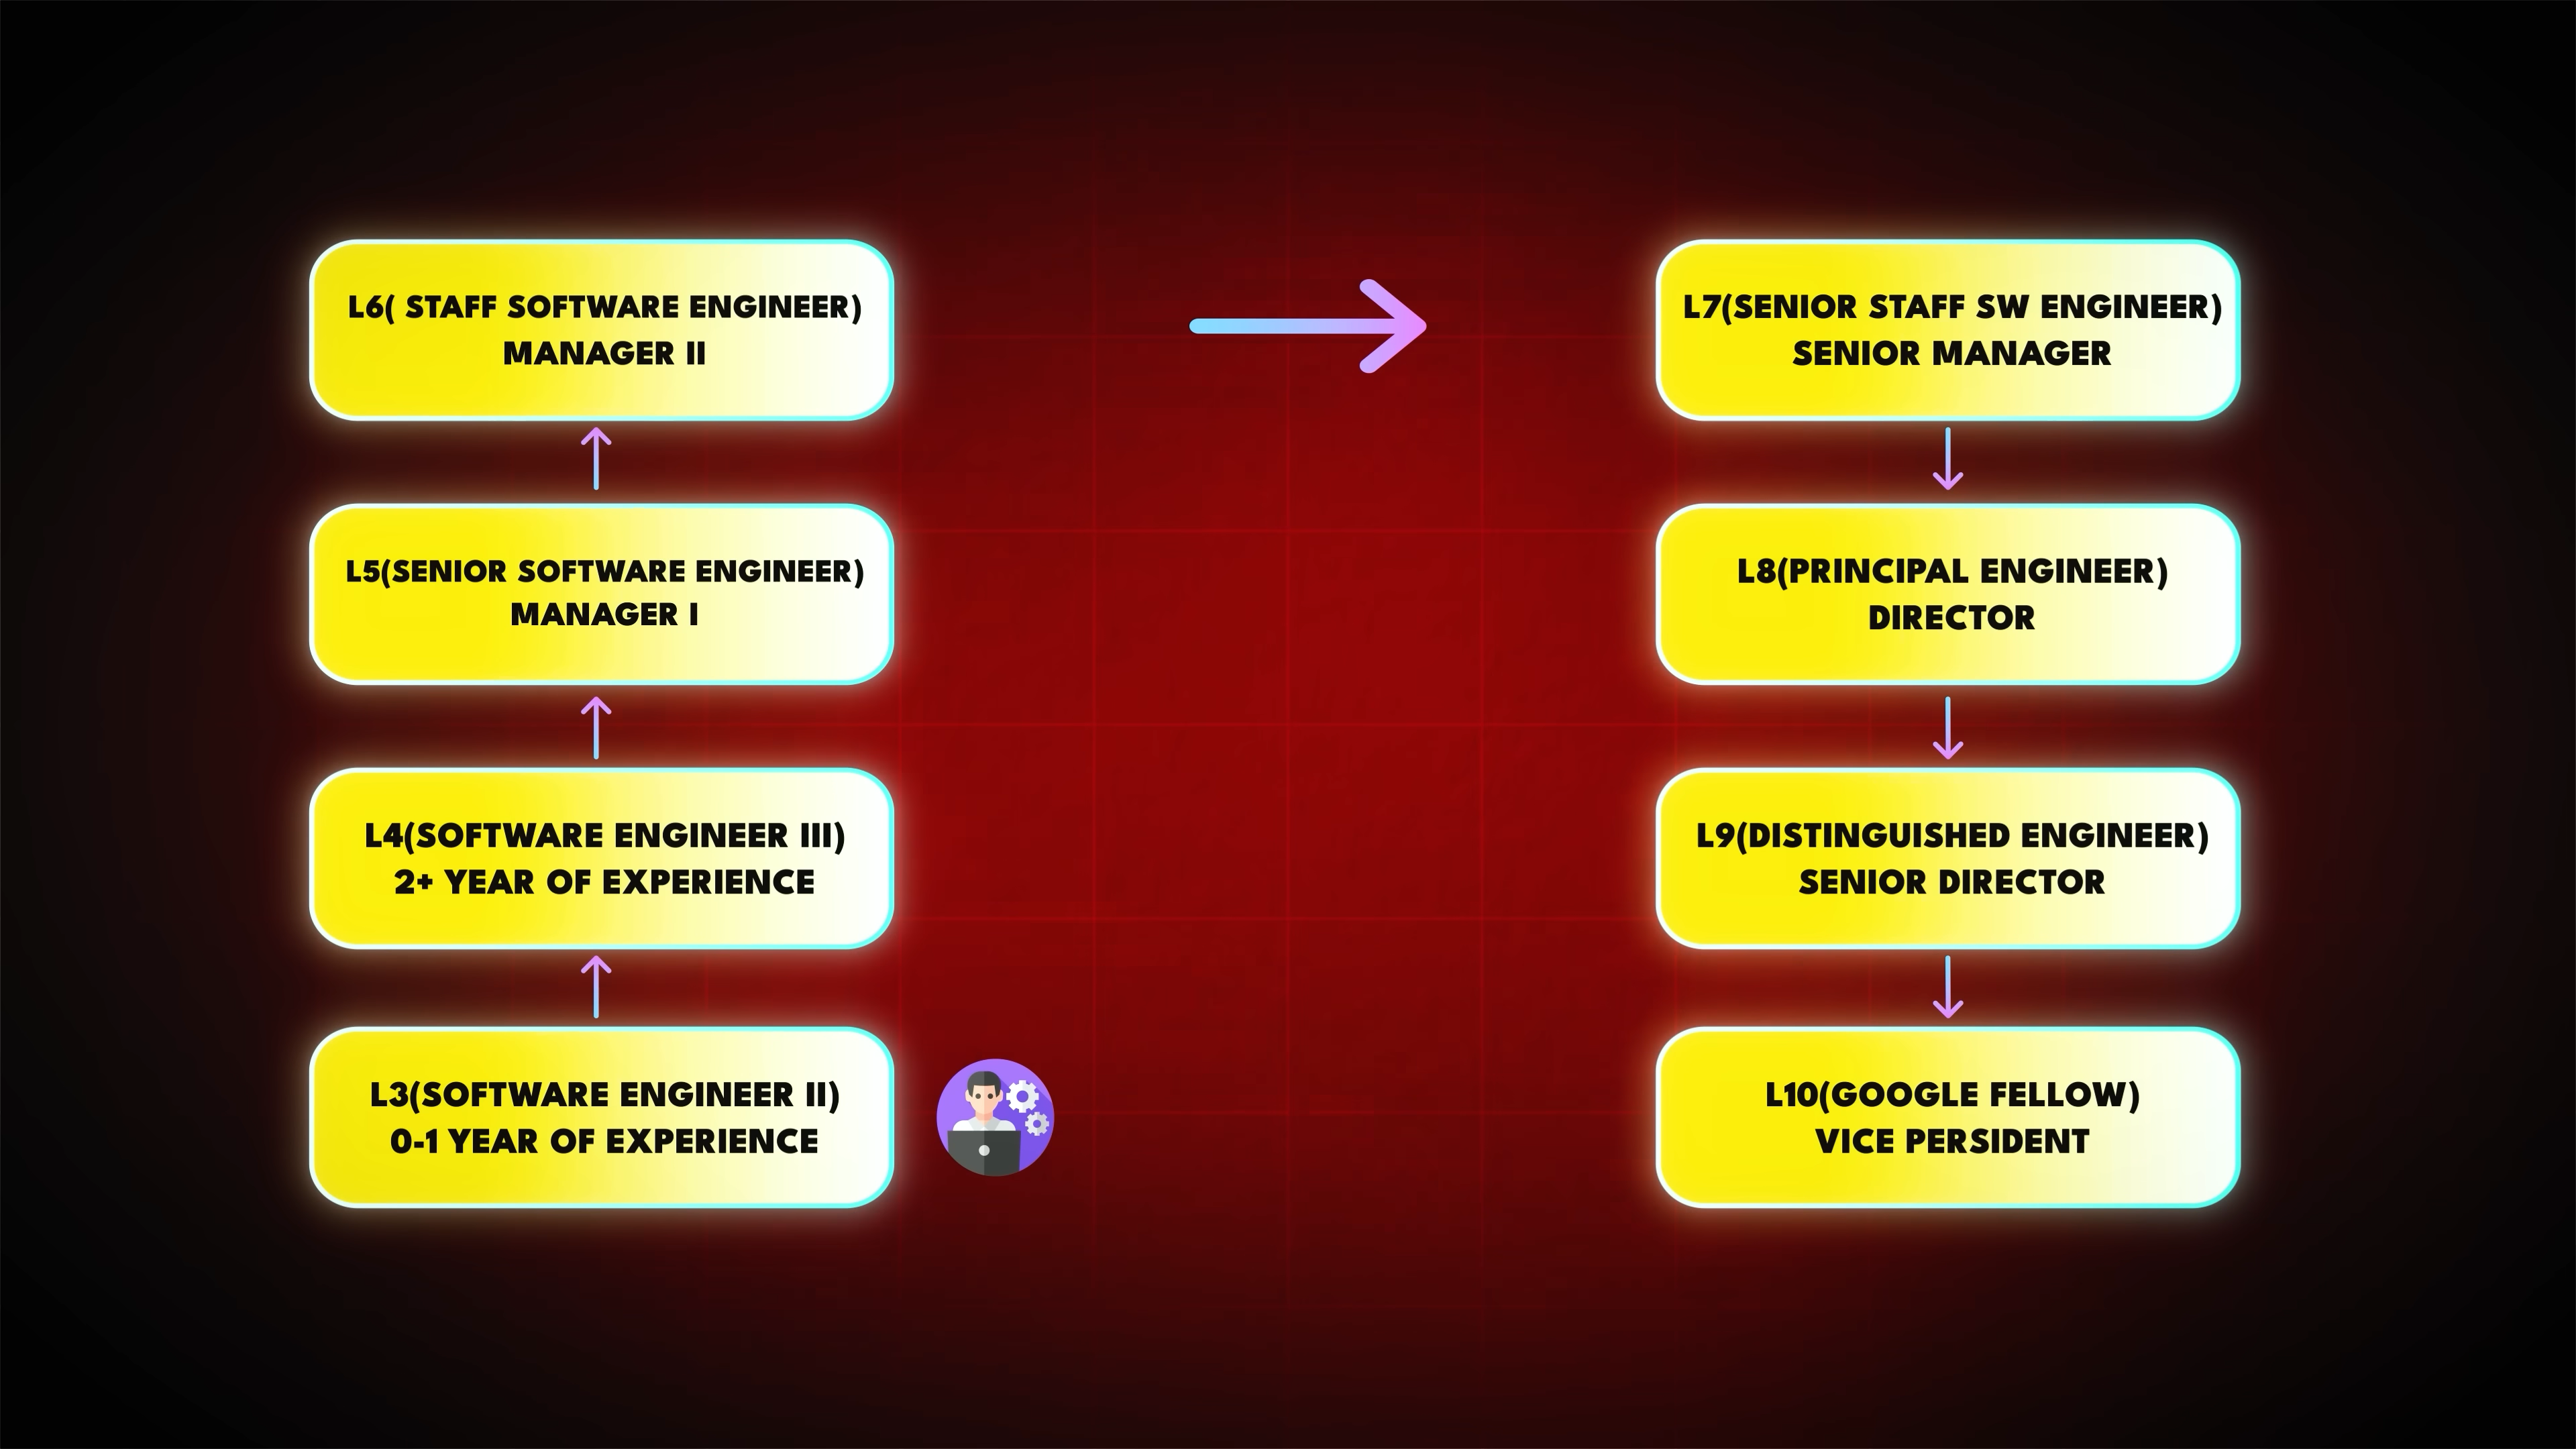 L6( STAFF SOFTWARE ENGINEER)
MANAGER II
L5(SENIOR SOFTWARE ENGINEER)
MANAGER I
L4(SOFTWARE ENGINEER III)
2+ YEAR OF EXPERIENCE
L3(SOFTWARE ENGINEER II)
0-1 YEAR OF EXPERIENCE
L7(SENIOR STAFF SW ENGINEER)
SENIOR MANAGER
L8(PRINCIPAL ENGINEER)
DIRECTOR
L9(DISTINGUISHED ENGINEER)
SENIOR DIRECTOR
L10(GOOGLE FELLOW)
VICE PERSIDENT